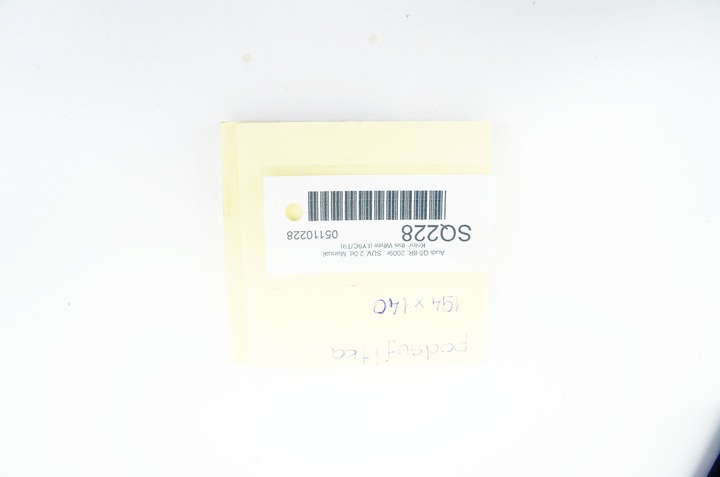 podsufitka
154 x 140
Audi Q5 8R, 2009r., SUV 2.0d, Manual,
Kolor: Ibis White (LY9C/T9)
SQ228 05110228